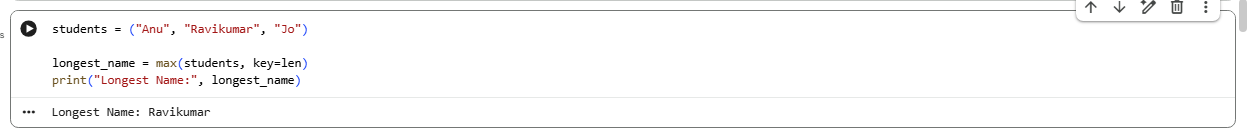 students = ("Anu", "Ravikumar", "Jo")
s
longest_name = max(students, key=len)
print("Longest Name:", longest_name)
Longest Name: Ravikumar